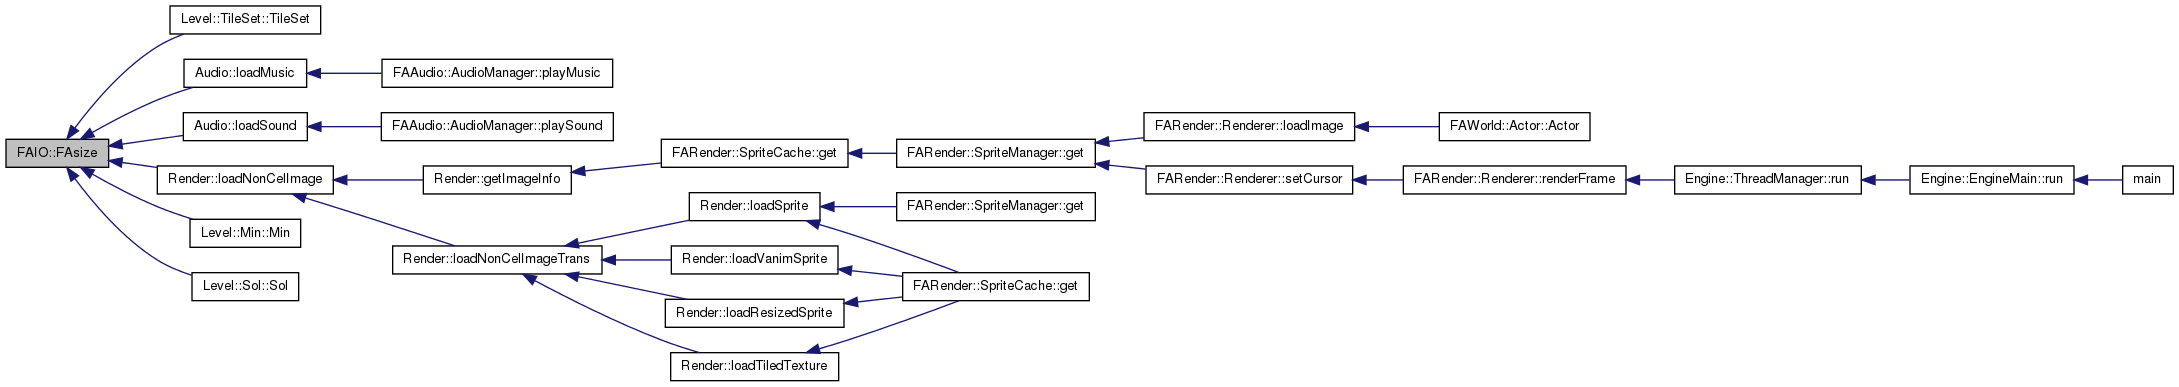 Level::TileSet::TileSet
Audio::loadMusic
FAAudio::AudioManager::playMusic
Audio::loadSound
FAAudio::AudioManager::playSound
FAIO::FAsize
Render::loadNonCellImage
Render::getImageInfo
FARender::SpriteCache::get
FARender::SpriteManager::get
FARender::Renderer::loadImage
FAWorld::Actor::Actor
FARender::Renderer::setCursor
FARender::Renderer::renderFrame
Engine::ThreadManager::run
Engine::EngineMain::run
main
Level::Min::Min
Render::loadNonCellImageTrans
Render::loadSprite
FARender::SpriteManager::get
Render::loadVanimSprite
FARender::SpriteCache::get
Level::Sol::Sol
Render::loadResizedSprite
Render::loadTiledTexture